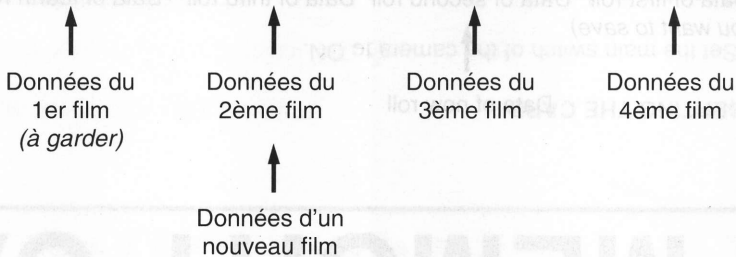 Données du
1er film
(à garder)
Données du
2ème film
Données du
3ème film
Données du
4ème film
Données d'un
nouveau film